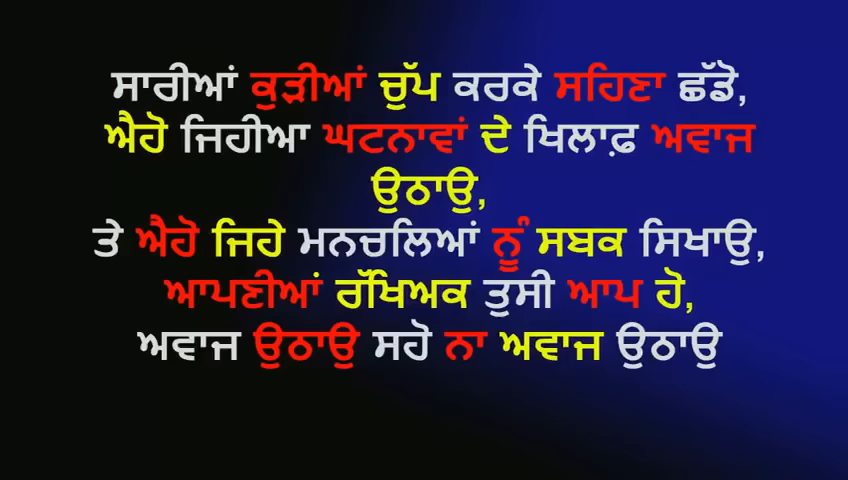 ਸਾਰੀਆਂ ਕੁੜੀਆਂ ਚੁੱਪ ਕਰਕੇ ਸਹਿਣਾ ਛੱਡੋ,
ਐਹੋ ਜਿਹੀਆ ਘਟਨਾਵਾਂ ਦੇ ਖਿਲਾਫ਼ ਅਵਾਜ
ਉਠਾਉ,
ਤੇ ਐਹੋ ਜਿਹੇ ਮਨਚਲਿਆਂ ਨੂੰ ਸਬਕ ਸਿਖਾਉ,
ਆਪਣੀਆਂ ਰੱਖਿਅਕ ਤੁਸੀ ਆਪ ਹੋ,
ਅਵਾਜ ਉਠਾਉ ਸਹੋ ਨਾ ਅਵਾਜ ਉਠਾਉ